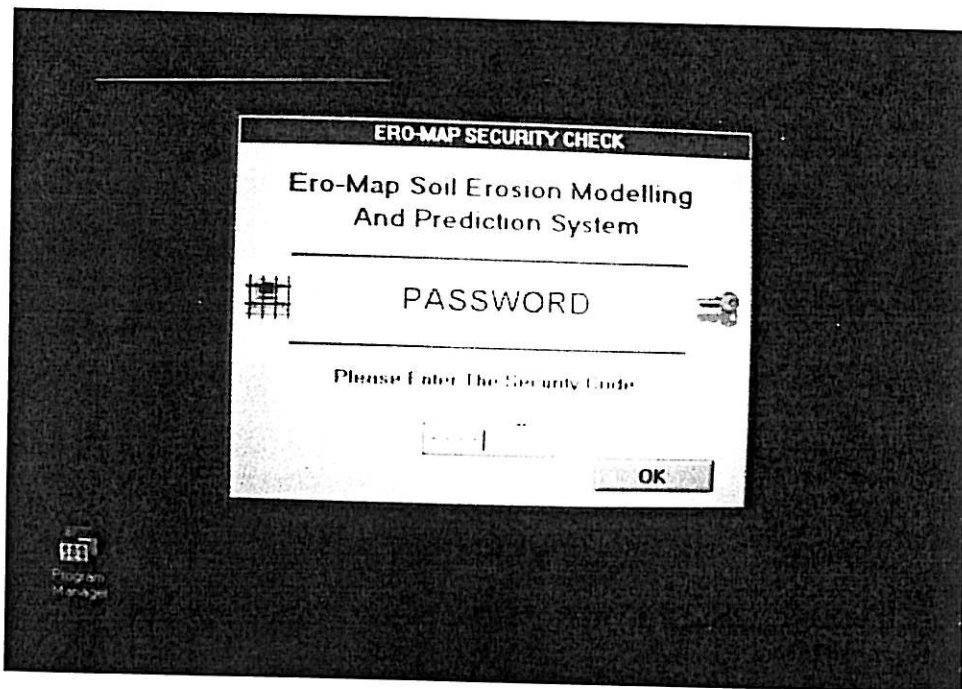 ERO-MAP SECURITY CHECK
Ero-Map Soil Erosion Modelling
And Prediction System
PASSWORD
Please Enter The Security Code
OK
Program
Manager